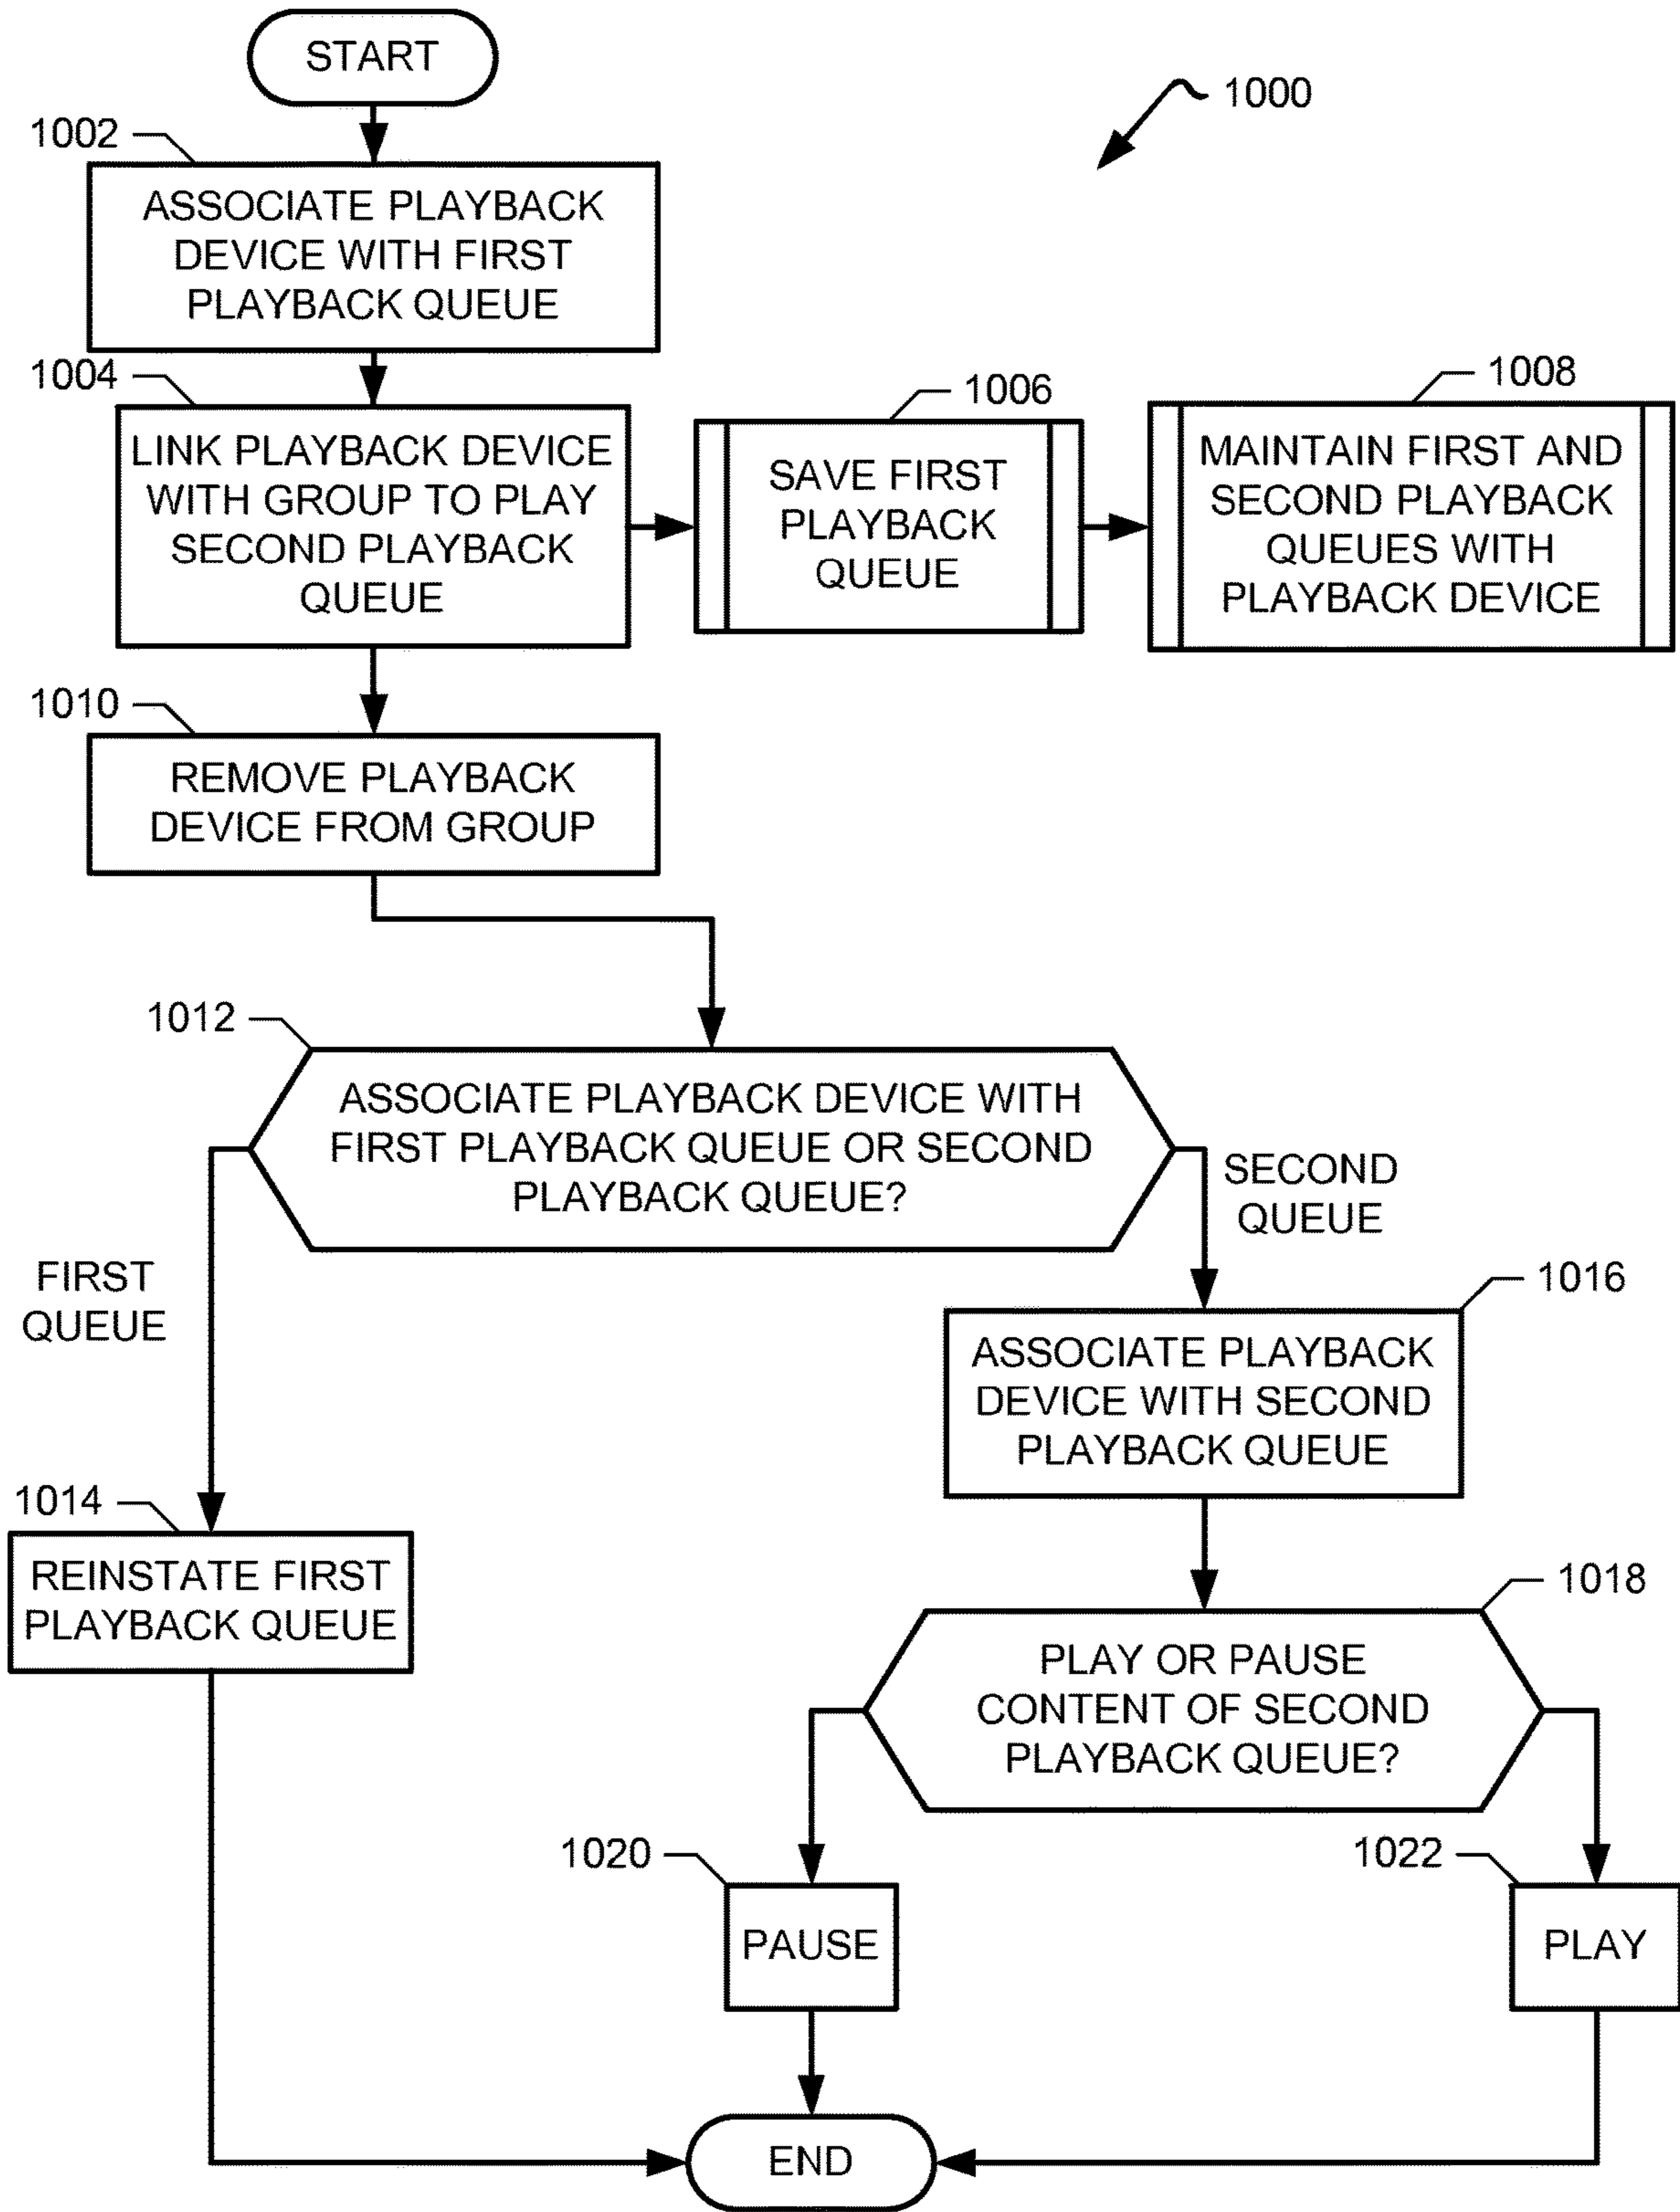 START
1000
1002
ASSOCIATE PLAYBACK
DEVICE WITH FIRST
PLAYBACK QUEUE
1004
LINK PLAYBACK DEVICE
WITH GROUP TO PLAY
SECOND PLAYBACK
QUEUE
1006
SAVE FIRST
PLAYBACK
QUEUE
1008
MAINTAIN FIRST AND
SECOND PLAYBACK
QUEUES WITH
PLAYBACK DEVICE
1010
REMOVE PLAYBACK
DEVICE FROM GROUP
1012
ASSOCIATE PLAYBACK DEVICE WITH
FIRST PLAYBACK QUEUE OR SECOND
PLAYBACK QUEUE?
FIRST
QUEUE
SECOND
QUEUE
1014
REINSTATE FIRST
PLAYBACK QUEUE
1016
ASSOCIATE PLAYBACK
DEVICE WITH SECOND
PLAYBACK QUEUE
1018
PLAY OR PAUSE
CONTENT OF SECOND
PLAYBACK QUEUE?
1020
PAUSE
1022
PLAY
END